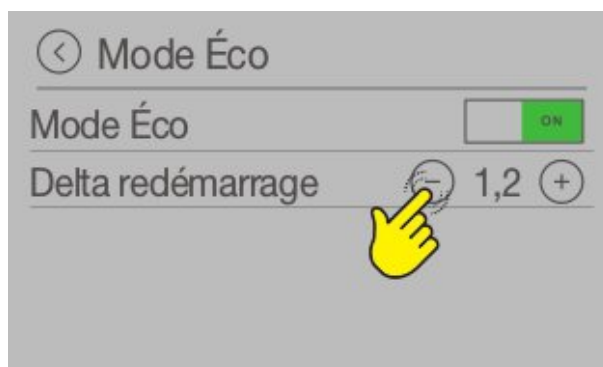 Mode Éco
Mode Éco ON
Delta redémarrage - 1,2 +